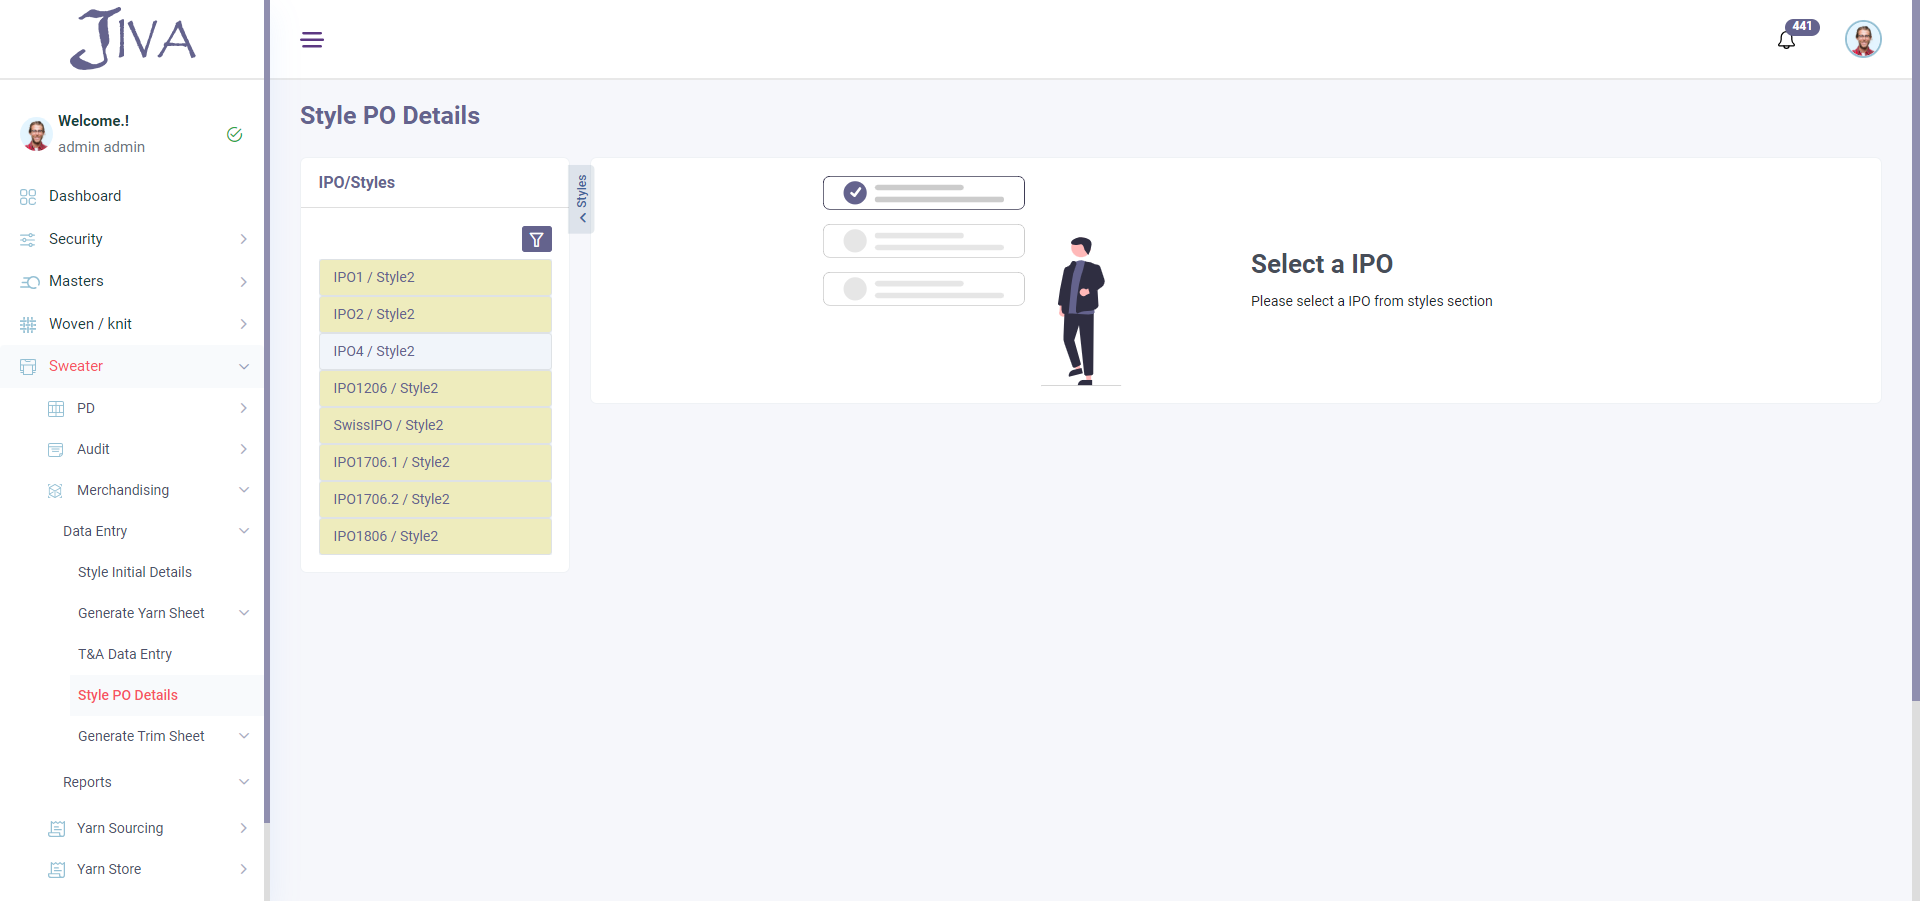 JIVA
441
Welcome.!
admin admin
Dashboard
Security
Masters
Woven / knit
Sweater
PD
Audit
Merchandising
Data Entry
Style Initial Details
Generate Yarn Sheet
T&A Data Entry
Style PO Details
Generate Trim Sheet
Reports
Yarn Sourcing
Yarn Store
Style PO Details
IPO/Styles
Styles
IPO1 / Style2
IPO2 / Style2
IPO4 / Style2
IPO1206 / Style2
SwissIPO / Style2
IPO1706.1 / Style2
IPO1706.2 / Style2
IPO1806 / Style2
Select a IPO
Please select a IPO from styles section